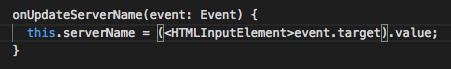 onUpdateServerName(event: Event) {
  this.serverName = (<HTMLInputElement>event.target).value;
}